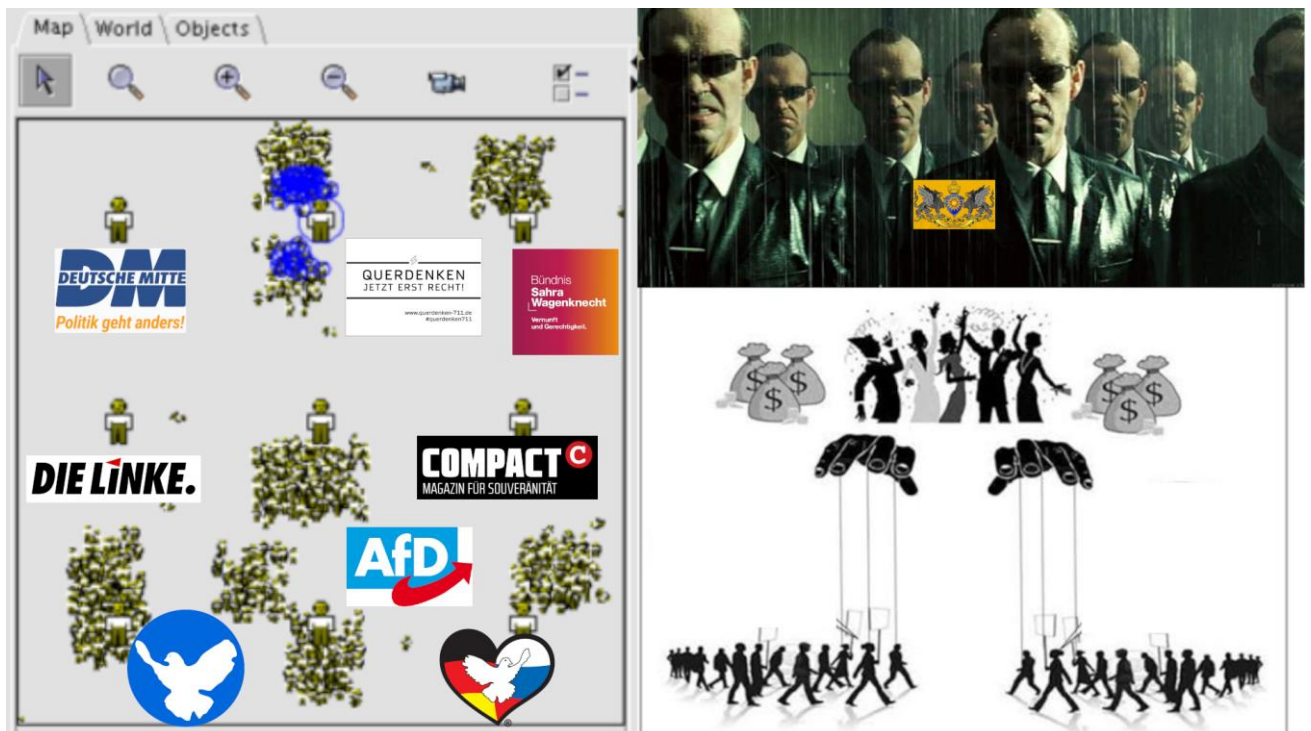 Map World Objects
DM
DEUTSCHE MITTE
Politik geht anders!
QUERDENKEN
JETZT ERST RECHT!
www.querdenken-711.de
#querdenken711
Bündnis
Sahra
Wagenknecht
Vernunft
und Gerechtigkeit.
DIE LiNKE.
COMPACT C
MAGAZIN FÜR SOUVERÄNITÄT
AfD
®
$ $
$ $